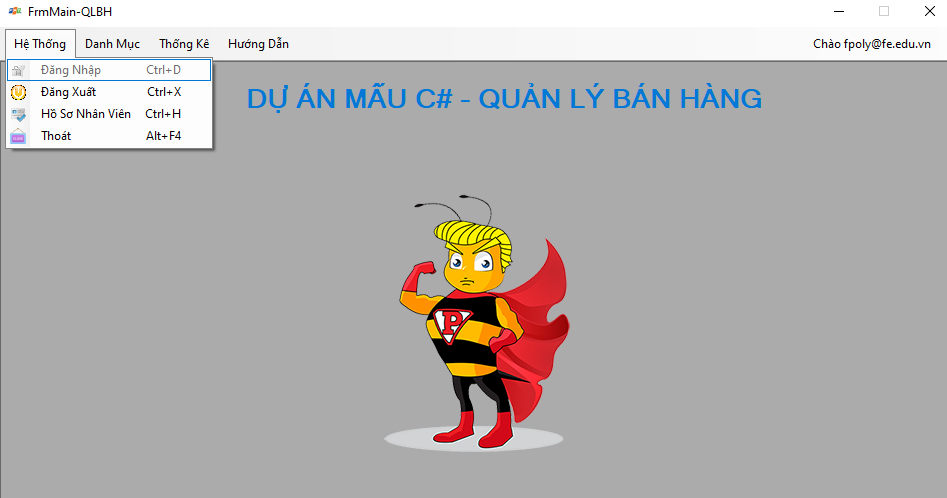 FrmMain-QLBH
Hệ Thống Danh Mục Thống Kê Hướng Dẫn Chào fpoly@fe.edu.vn
Đăng Nhập Ctrl+D
Đăng Xuất Ctrl+X
Hồ Sơ Nhân Viên Ctrl+H
Thoát Alt+F4
DỰ ÁN MẪU C# - QUẢN LÝ BÁN HÀNG
P